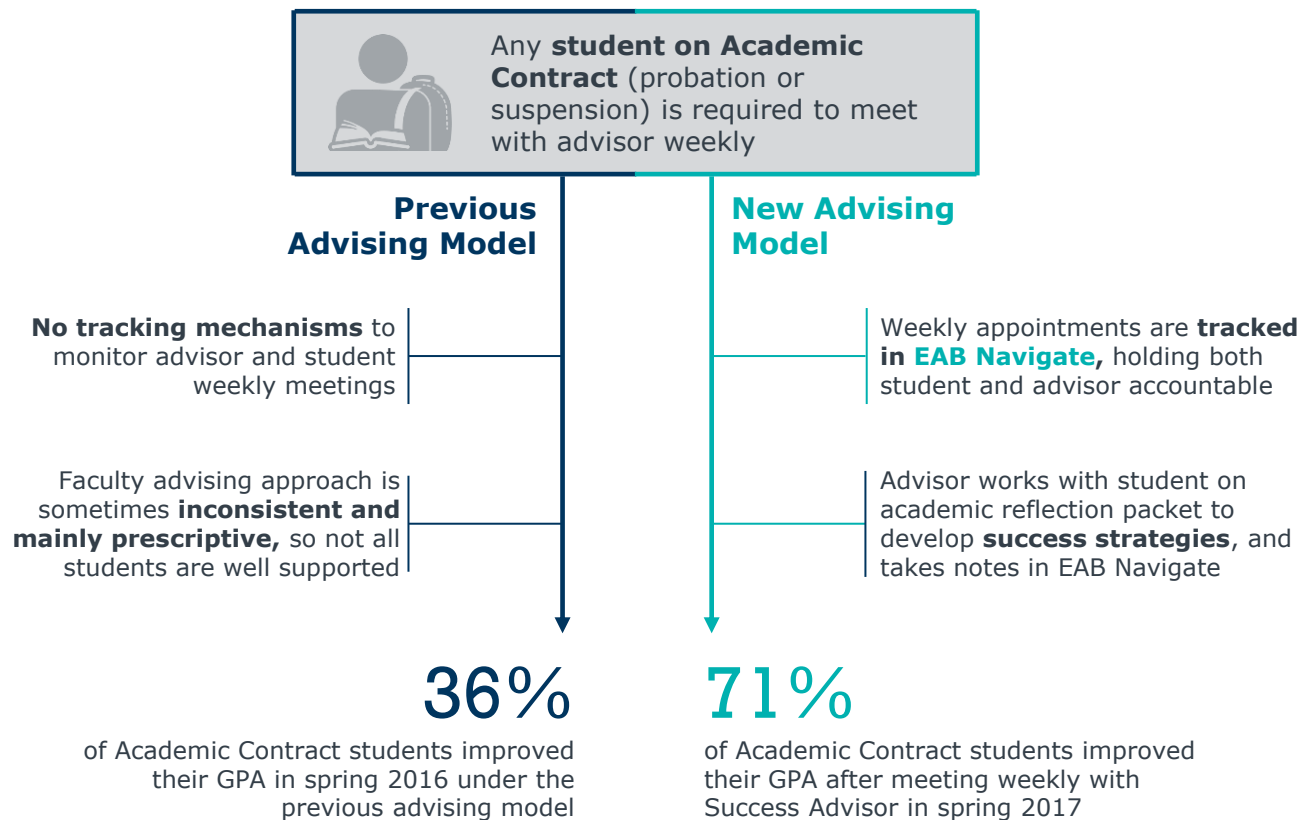 Any student on Academic
Contract (probation or
suspension) is required to meet
with advisor weekly
Previous
Advising Model
New Advising
Model
No tracking mechanisms to
monitor advisor and student
weekly meetings
Weekly appointments are tracked
in EAB Navigate, holding both
student and advisor accountable
Faculty advising approach is
sometimes inconsistent and
mainly prescriptive, so not all
students are well supported
Advisor works with student on
academic reflection packet to
develop success strategies, and
takes notes in EAB Navigate
36%
of Academic Contract students improved
their GPA in spring 2016 under the
previous advising model
71%
of Academic Contract students improved
their GPA after meeting weekly with
Success Advisor in spring 2017